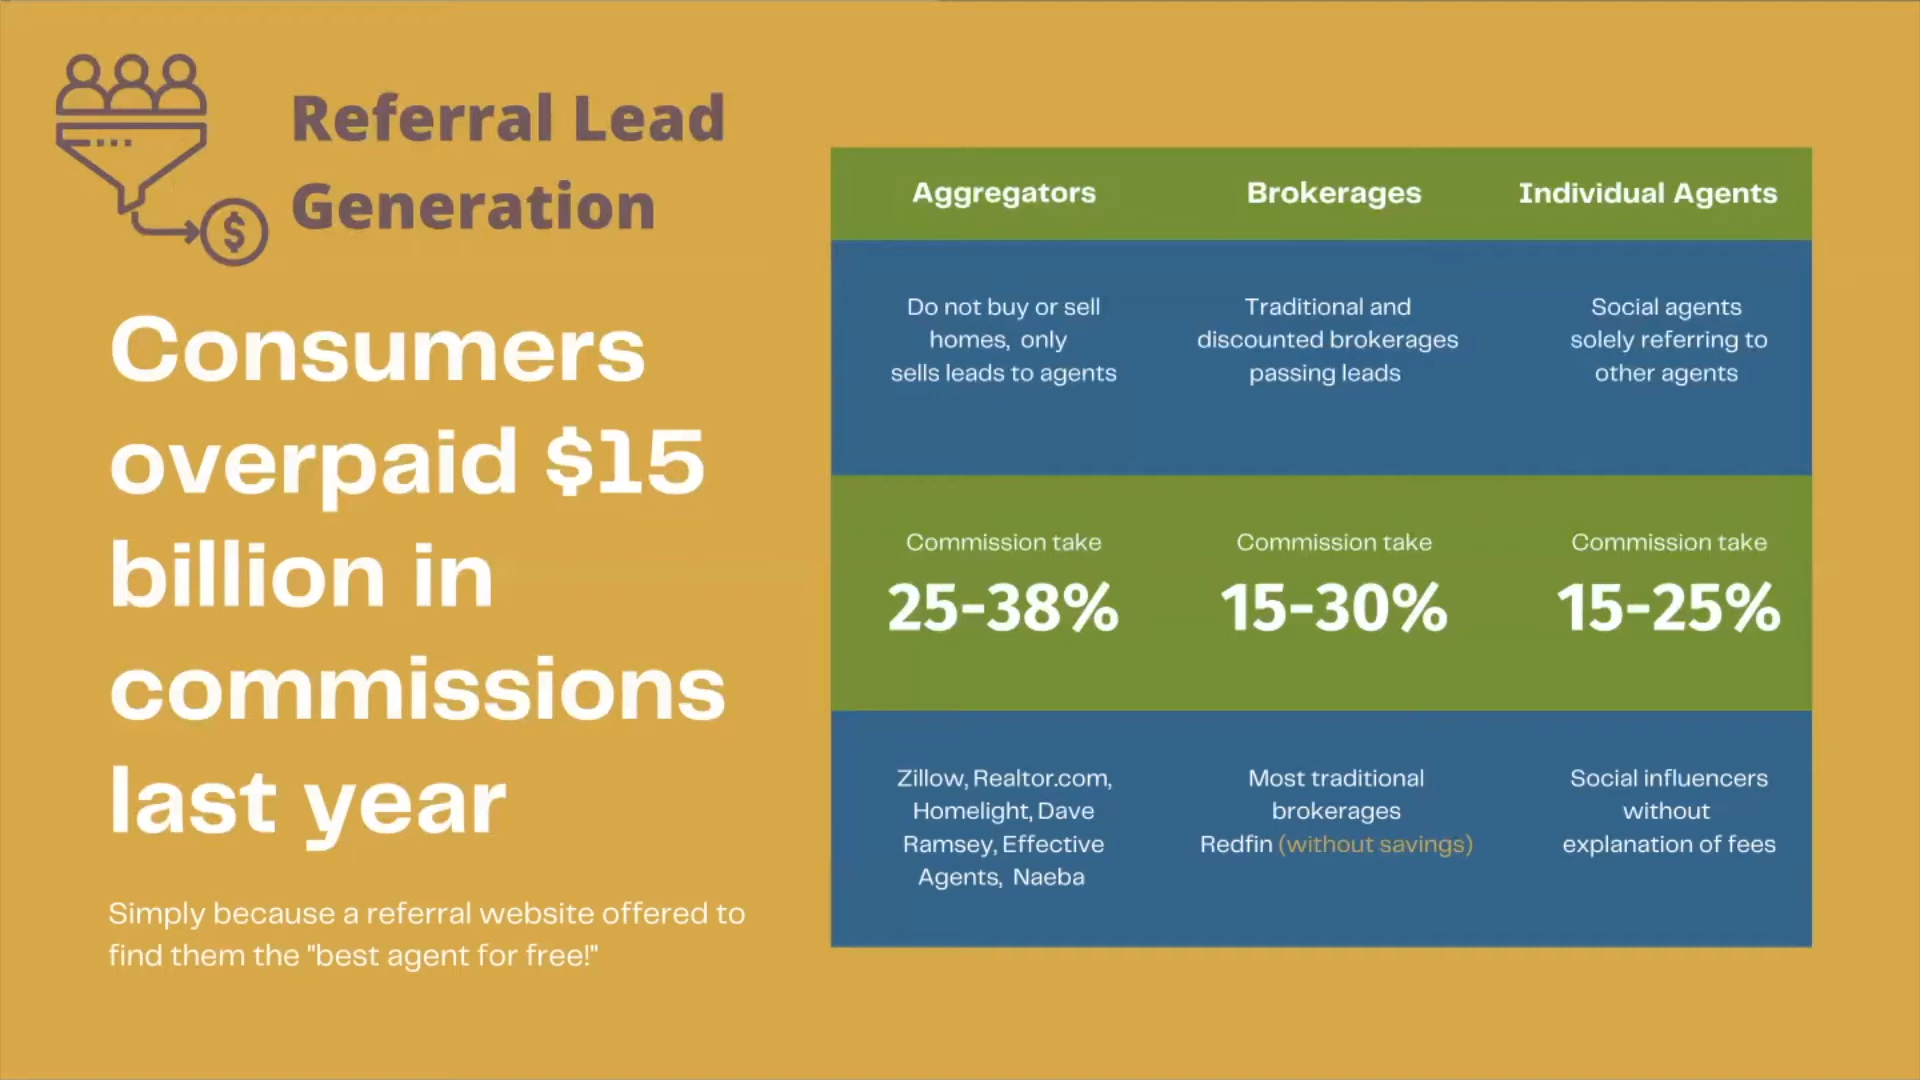 Referral Lead
Generation
Consumers
overpaid $15
billion in
commissions
last year
Simply because a referral website offered to
find them the "best agent for free!"
Aggregators
Brokerages
Individual Agents
Do not buy or sell
homes, only
sells leads to agents
Traditional and
discounted brokerages
passing leads
Social agents
solely referring to
other agents
Commission take
25-38%
Commission take
15-30%
Commission take
15-25%
Zillow, Realtor.com,
Homelight, Dave
Ramsey, Effective
Agents, Naeba
Most traditional
brokerages
Redfin (without savings)
Social influencers
without
explanation of fees
$